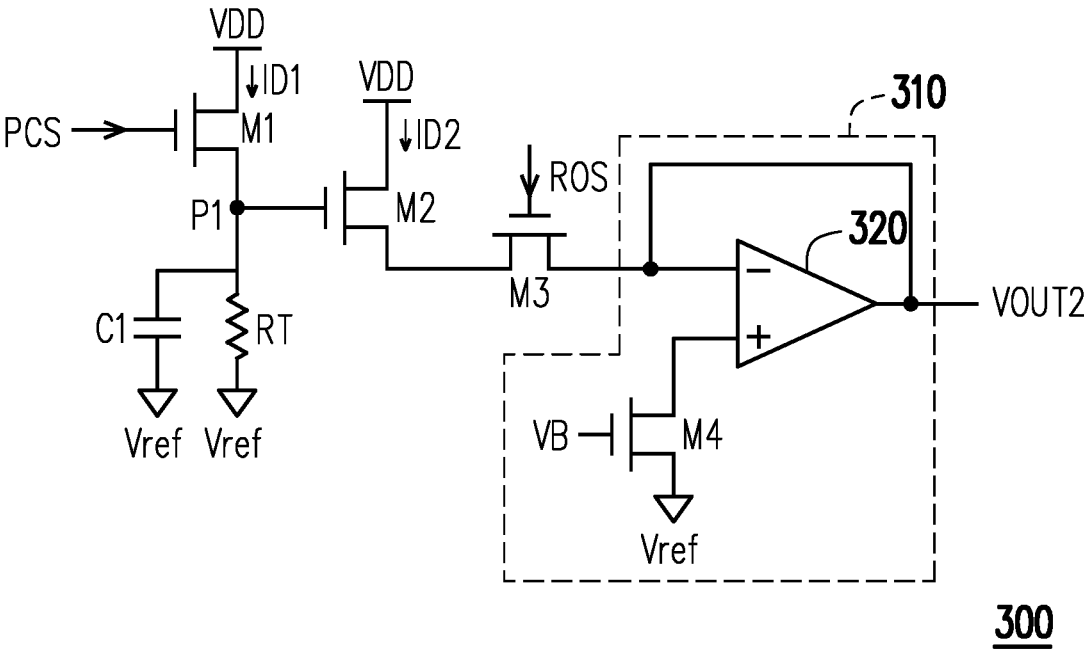 VDD
ID1
VDD
310
PCS
M1
ID2
ROS
P1
M2
320
M3
VOUT2
C1
RT
−
+
VB
M4
Vref
Vref
Vref
300